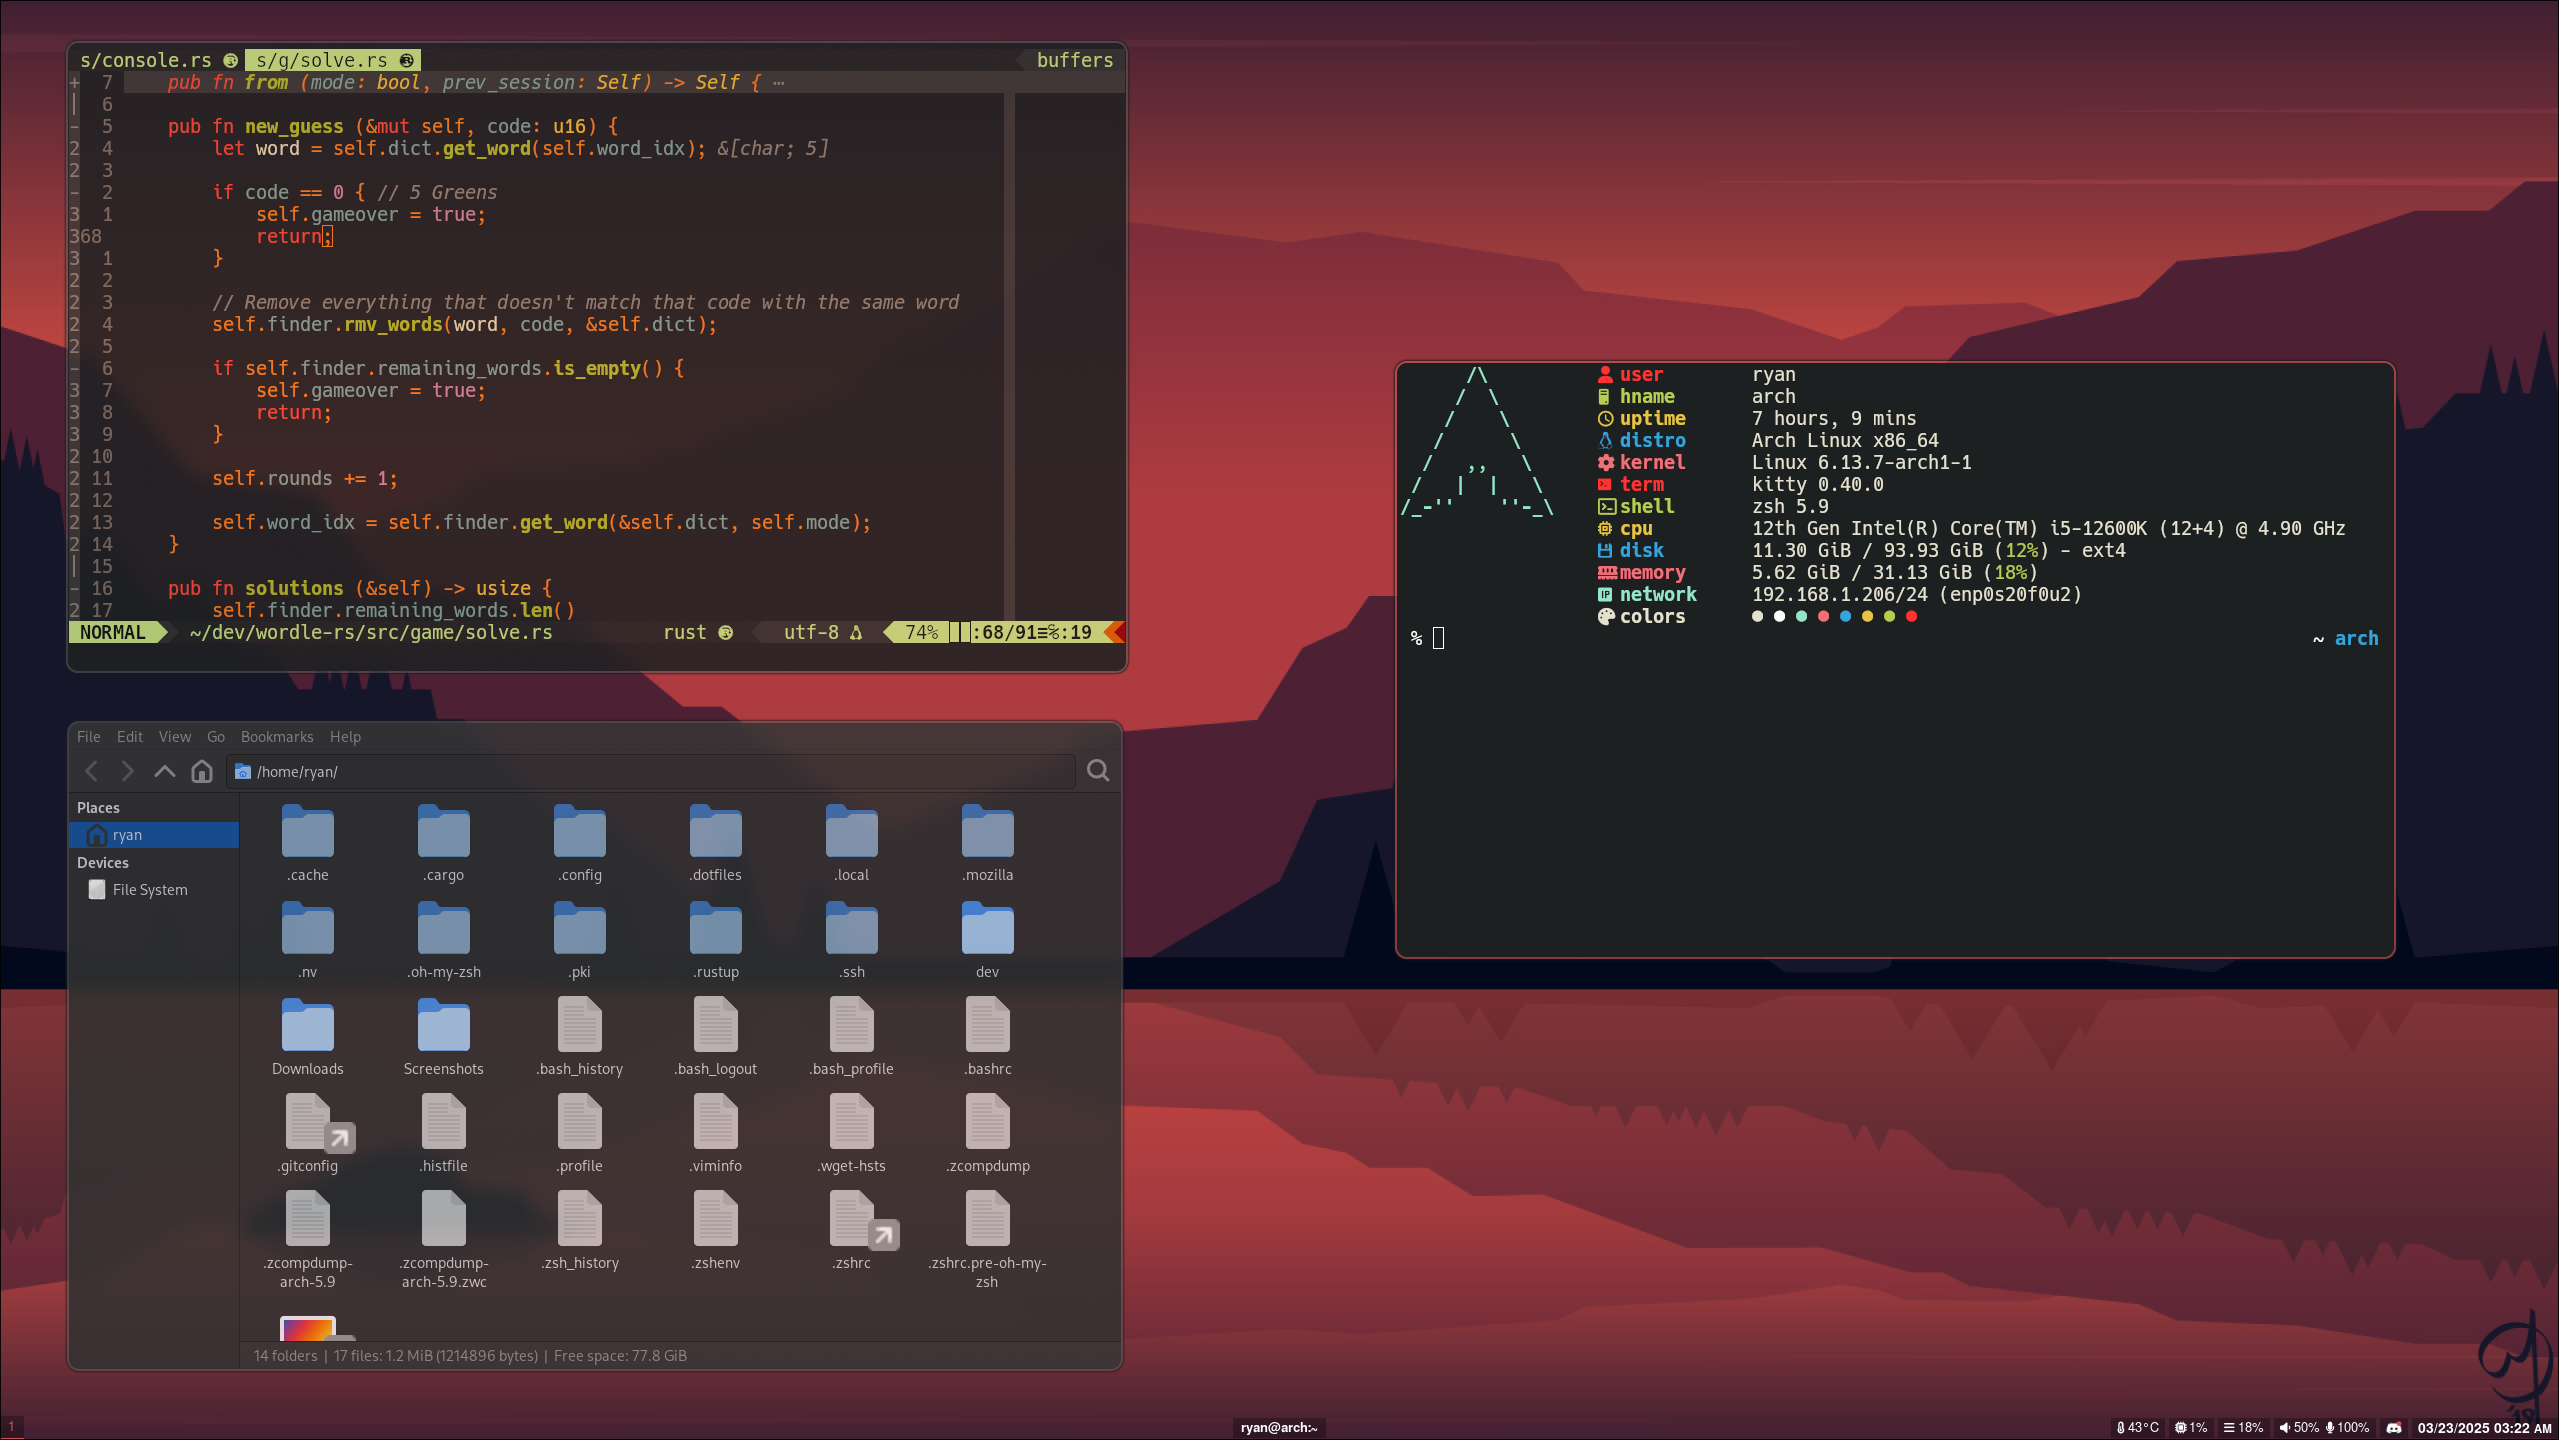 s/console.rs s/g/solve.rs buffers
+ 7 pub fn from (mode: bool, prev_session: Self) -> Self { ⋯
│ 6
- 5 pub fn new_guess (&mut self, code: u16) {
2 4 let word = self.dict.get_word(self.word_idx); &[char; 5]
2 3
- 2 if code == 0 { // 5 Greens
3 1 self.gameover = true;
368 return;
3 1 }
2 2
2 3 // Remove everything that doesn't match that code with the same word
2 4 self.finder.rmv_words(word, code, &self.dict);
2 5
- 6 if self.finder.remaining_words.is_empty() {
3 7 self.gameover = true;
3 8 return;
3 9 }
2 10
2 11 self.rounds += 1;
2 12
2 13 self.word_idx = self.finder.get_word(&self.dict, self.mode);
2 14 }
│ 15
- 16 pub fn solutions (&self) -> usize {
2 17 self.finder.remaining_words.len()
NORMAL ~/dev/wordle-rs/src/game/solve.rs rust utf-8 74% :68/91≡℅:19
File Edit View Go Bookmarks Help
/home/ryan/
Places
ryan
Devices
File System
.cache .cargo .config .dotfiles .local .mozilla
.nv .oh-my-zsh .pki .rustup .ssh dev
Downloads Screenshots .bash_history .bash_logout .bash_profile .bashrc
.gitconfig .histfile .profile .viminfo .wget-hsts .zcompdump
.zcompdump-arch-5.9 .zcompdump-arch-5.9.zwc .zsh_history .zshenv .zshrc .zshrc.pre-oh-my-zsh
14 folders | 17 files: 1.2 MiB (1214896 bytes) | Free space: 77.8 GiB
user ryan
hname arch
uptime 7 hours, 9 mins
distro Arch Linux x86_64
kernel Linux 6.13.7-arch1-1
term kitty 0.40.0
shell zsh 5.9
cpu 12th Gen Intel(R) Core(TM) i5-12600K (12+4) @ 4.90 GHz
disk 11.30 GiB / 93.93 GiB (12%) - ext4
memory 5.62 GiB / 31.13 GiB (18%)
network 192.168.1.206/24 (enp0s20f0u2)
colors
% ~ arch
1 ryan@arch:~ 43°C 1% 18% 50% 100% 03/23/2025 03:22 AM